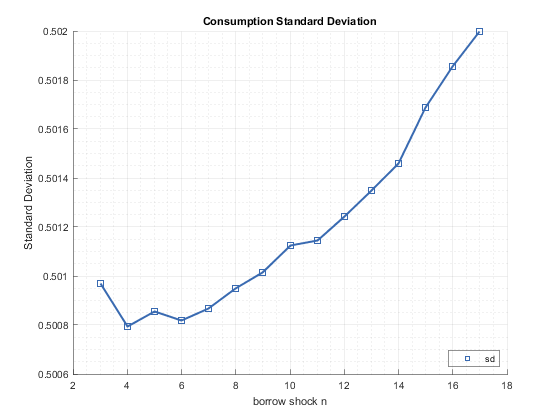 Consumption Standard Deviation
0.502
0.5018
0.5016
0.5014
0.5012
0.501
0.5008
0.5006
Standard Deviation
2 4 6 8 10 12 14 16 18
borrow shock n
sd